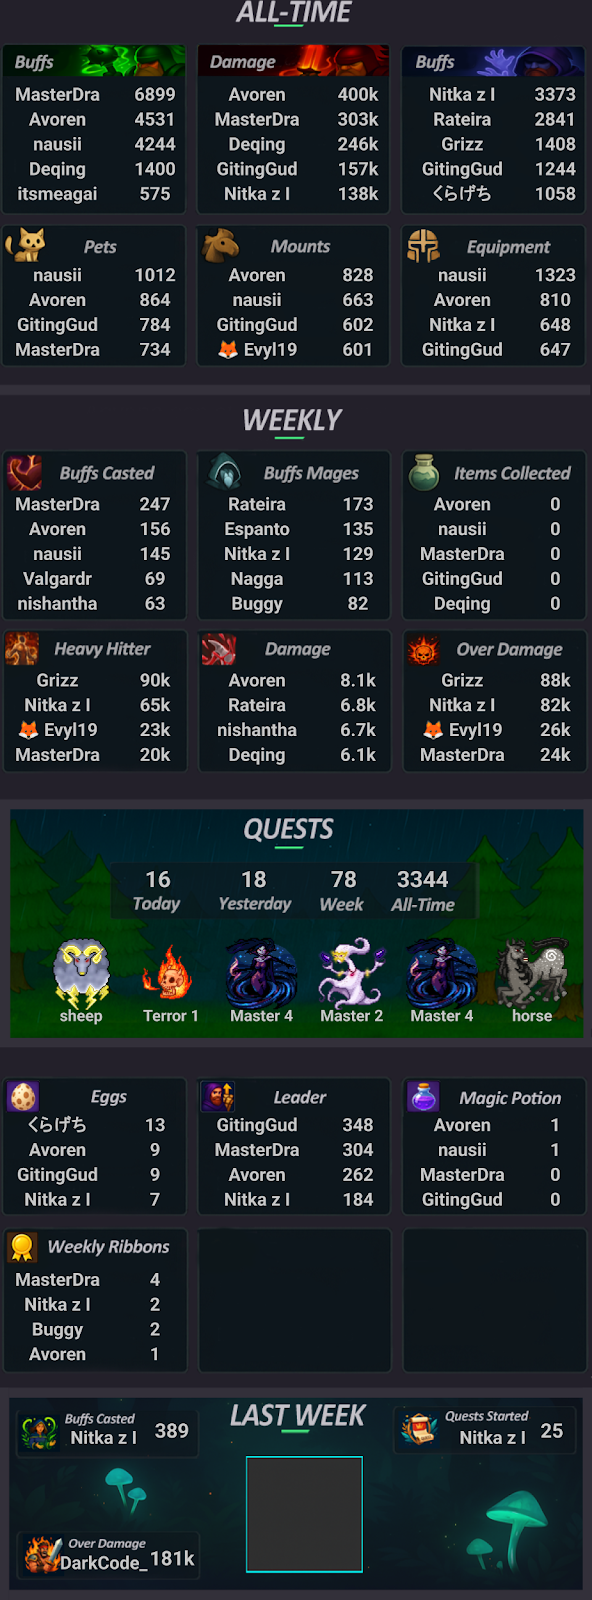 ALL-TIME
Buffs
MasterDra 6899
Avoren 4531
nausii 4244
Deqing 1400
itsmeagai 575
Damage
Avoren 400k
MasterDra 303k
Deqing 246k
GitingGud 157k
Nitka z I 138k
Buffs
Nitka z I 3373
Rateira 2841
Grizz 1408
GitingGud 1244
くらげち 1058
Pets
nausii 1012
Avoren 864
GitingGud 784
MasterDra 734
Mounts
Avoren 828
nausii 663
GitingGud 602
🦊 Evyl19 601
Equipment
nausii 1323
Avoren 810
Nitka z I 648
GitingGud 647
WEEKLY
Buffs Casted
MasterDra 247
Avoren 156
nausii 145
Valgardr 69
nishantha 63
Buffs Mages
Rateira 173
Espanto 135
Nitka z I 129
Nagga 113
Buggy 82
Items Collected
Avoren 0
nausii 0
MasterDra 0
GitingGud 0
Deqing 0
Heavy Hitter
Grizz 90k
Nitka z I 65k
🦊 Evyl19 23k
MasterDra 20k
Damage
Avoren 8.1k
Rateira 6.8k
nishantha 6.7k
Deqing 6.1k
Over Damage
Grizz 88k
Nitka z I 82k
🦊 Evyl19 26k
MasterDra 24k
QUESTS
16 18 78 3344
Today Yesterday Week All-Time
sheep Terror 1 Master 4 Master 2 Master 4 horse
Eggs
くらげち 13
Avoren 9
GitingGud 9
Nitka z I 7
Leader
GitingGud 348
MasterDra 304
Avoren 262
Nitka z I 184
Magic Potion
Avoren 1
nausii 1
MasterDra 0
GitingGud 0
Weekly Ribbons
MasterDra 4
Nitka z I 2
Buggy 2
Avoren 1
LAST WEEK
Buffs Casted
Nitka z I 389
Quests Started
Nitka z I 25
Over Damage
DarkCode_ 181k